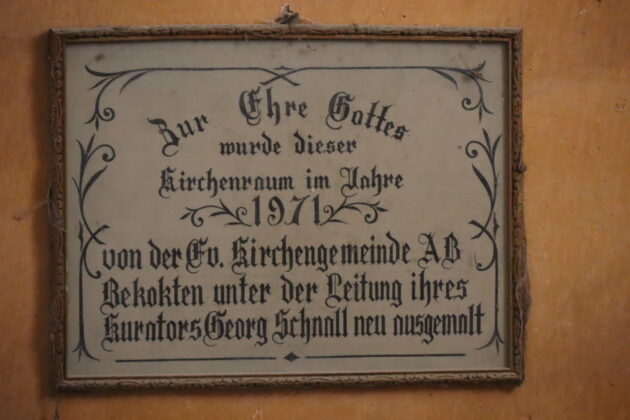 Zur Ehre Gottes
wurde dieser
Kirchenraum im Jahre
1971
von der Ev. Kirchengemeinde AB
Bekokten unter der Leitung ihres
Kurators Georg Schnall neu ausgemalt